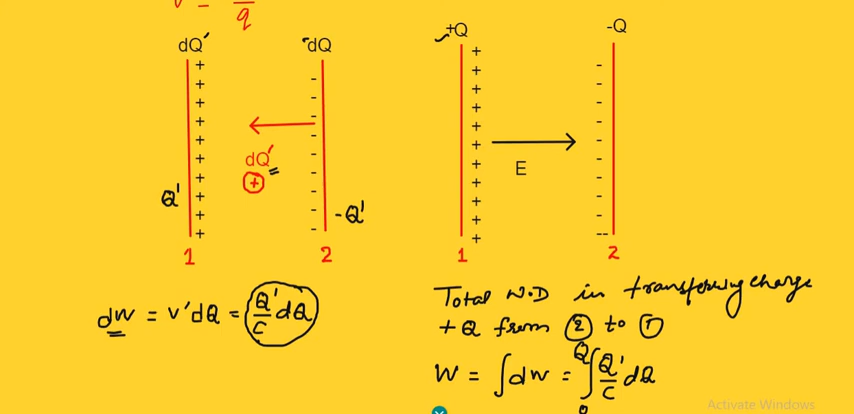 V = — q
dQ′ -dQ
dQ′
+
Q′ -Q′
1 2
dW = V′dQ = Q′/C dQ
+Q -Q
E
1 2
Total W.D in transferring charge
+Q from ② to ①
W = ∫dW = ₀∫^Q Q′/C dQ
Activate Windows